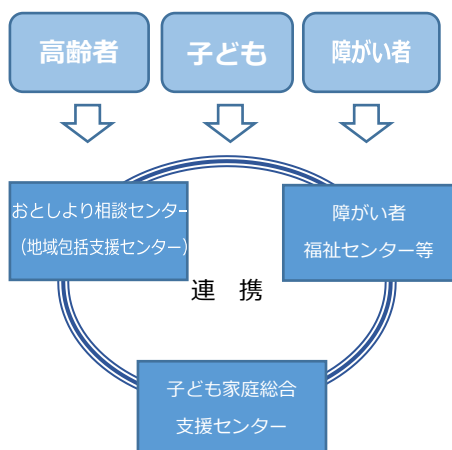 高齢者
子ども
障がい者
おとしより相談センター
（地域包括支援センター）
障がい者
福祉センター等
連　携
子ども家庭総合
支援センター